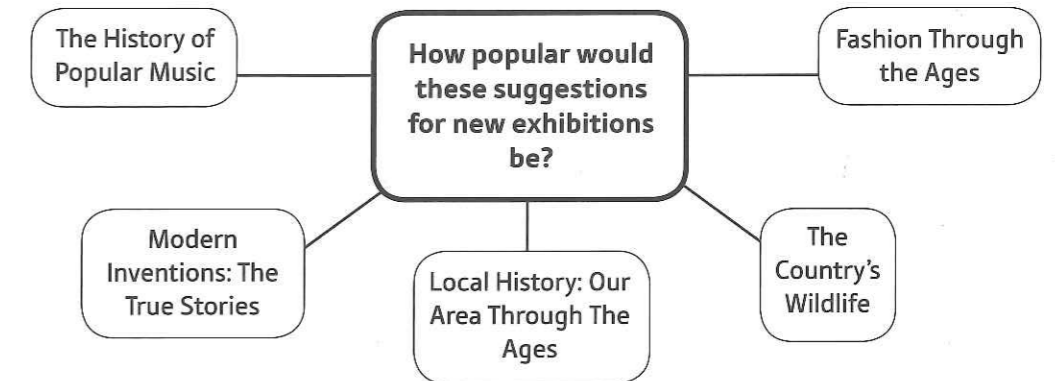 The History of
Popular Music
How popular would
these suggestions
for new exhibitions
be?
Fashion Through
the Ages
Modern
Inventions: The
True Stories
Local History: Our
Area Through The
Ages
The
Country's
Wildlife